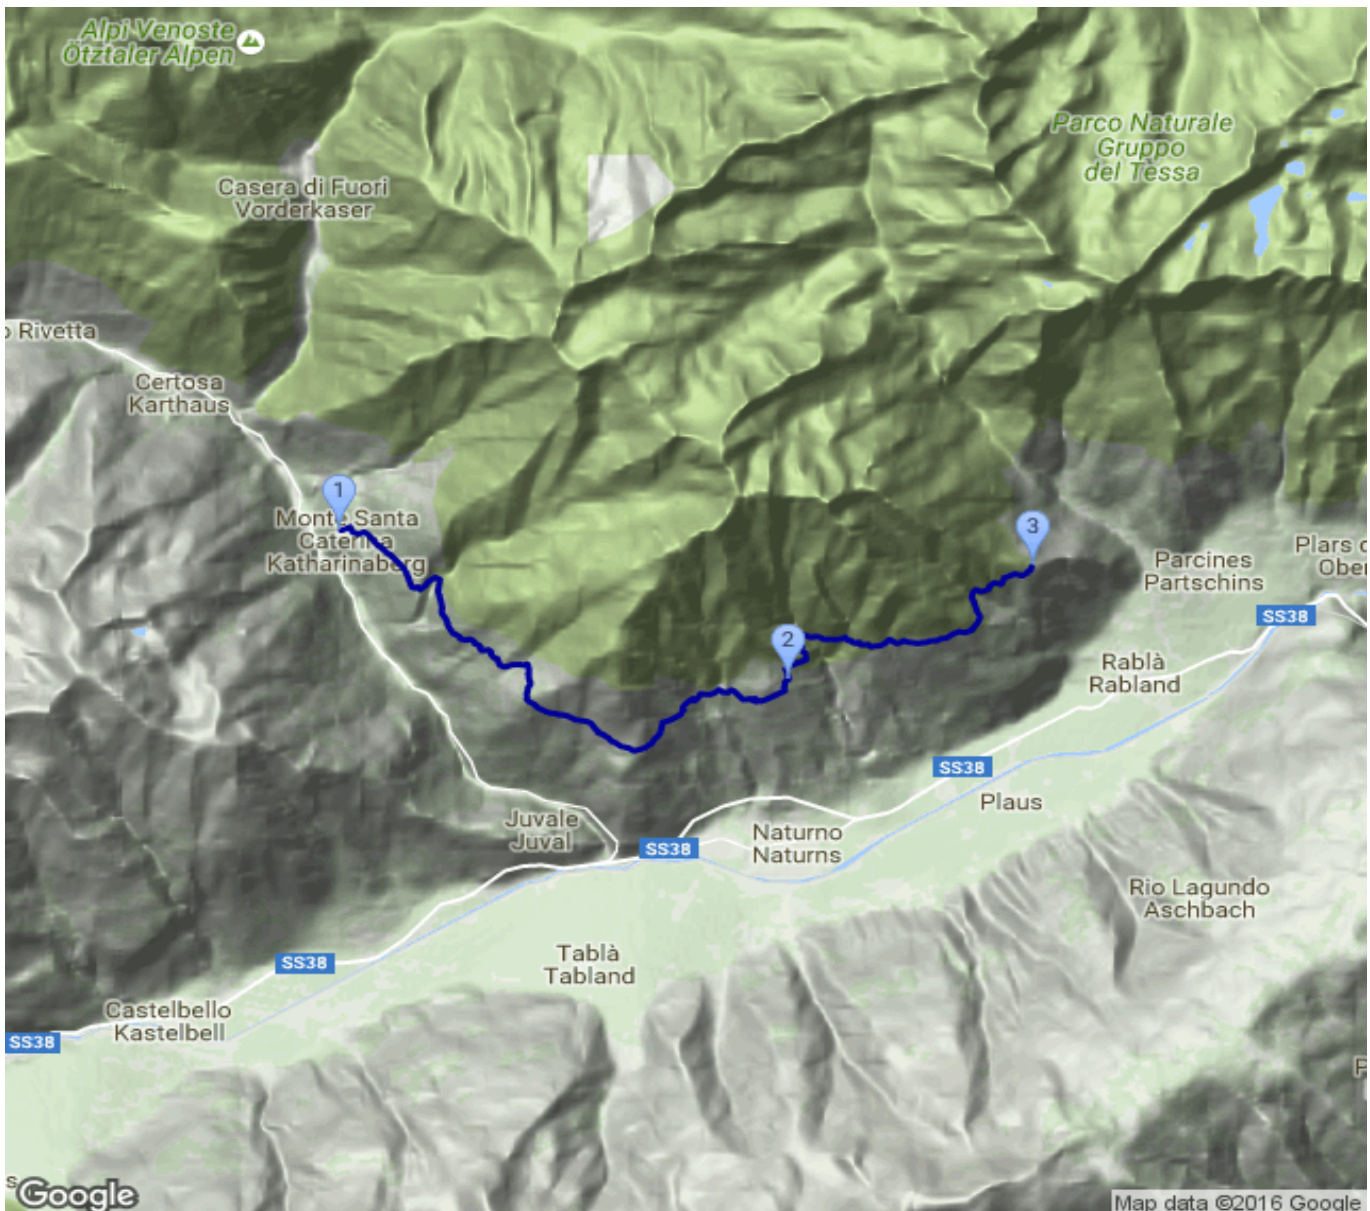 Alpi Venoste
Ötztaler Alpen
Parco Naturale
Gruppo
del Tessa
Casera di Fuori
Vorderkaser
Rivetta
Certosa
Karthaus
1
Monte Santa
Caterina
Katharinaberg
3
Parcines
Partschins
Plars
Ober
SS38
2
Rablà
Rabland
SS38
Plaus
Juvale
Juval
Naturno
Naturns
SS38
Rio Lagundo
Aschbach
Tablà
Tabland
SS38
Castelbello
Kastelbell
SS38
Google
Map data ©2016 Google